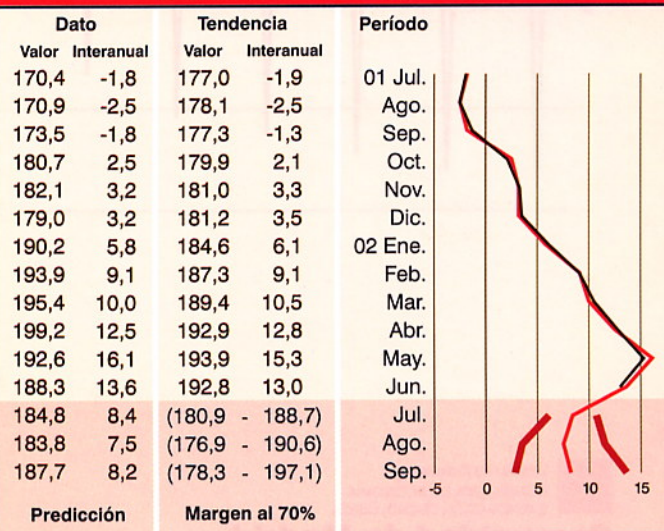 Dato Tendencia Período
Valor Interanual Valor Interanual
170,4 -1,8 177,0 -1,9 01 Jul.
170,9 -2,5 178,1 -2,5 Ago.
173,5 -1,8 177,3 -1,3 Sep.
180,7 2,5 179,9 2,1 Oct.
182,1 3,2 181,0 3,3 Nov.
179,0 3,2 181,2 3,5 Dic.
190,2 5,8 184,6 6,1 02 Ene.
193,9 9,1 187,3 9,1 Feb.
195,4 10,0 189,4 10,5 Mar.
199,2 12,5 192,9 12,8 Abr.
192,6 16,1 193,9 15,3 May.
188,3 13,6 192,8 13,0 Jun.
184,8 8,4 (180,9 - 188,7) Jul.
183,8 7,5 (176,9 - 190,6) Ago.
187,7 8,2 (178,3 - 197,1) Sep.
-5 0 5 10 15
Predicción Margen al 70%